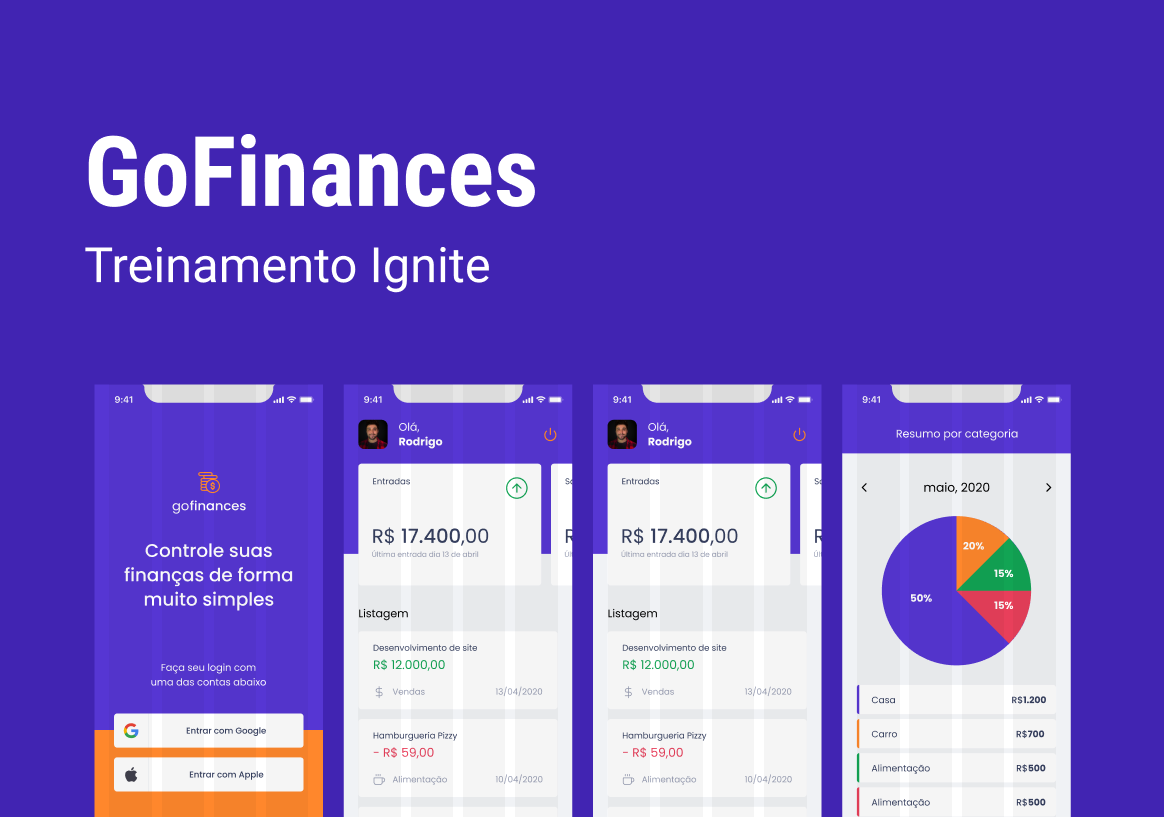 GoFinances
Treinamento Ignite
9:41
gofinances
Controle suas
finanças de forma
muito simples
Faça seu login com
uma das contas abaixo
Entrar com Google
Entrar com Apple
9:41
Olá,
Rodrigo
Entradas
R$ 17.400,00
Última entrada dia 13 de abril
Listagem
Desenvolvimento de site
R$ 12.000,00
Vendas 13/04/2020
Hamburgueria Pizzy
- R$ 59,00
Alimentação 10/04/2020
9:41
Olá,
Rodrigo
Entradas
R$ 17.400,00
Última entrada dia 13 de abril
Listagem
Desenvolvimento de site
R$ 12.000,00
Vendas 13/04/2020
Hamburgueria Pizzy
- R$ 59,00
Alimentação 10/04/2020
9:41
Resumo por categoria
maio, 2020
20%
15%
50%
15%
Casa R$1.200
Carro R$700
Alimentação R$500
Alimentação R$500